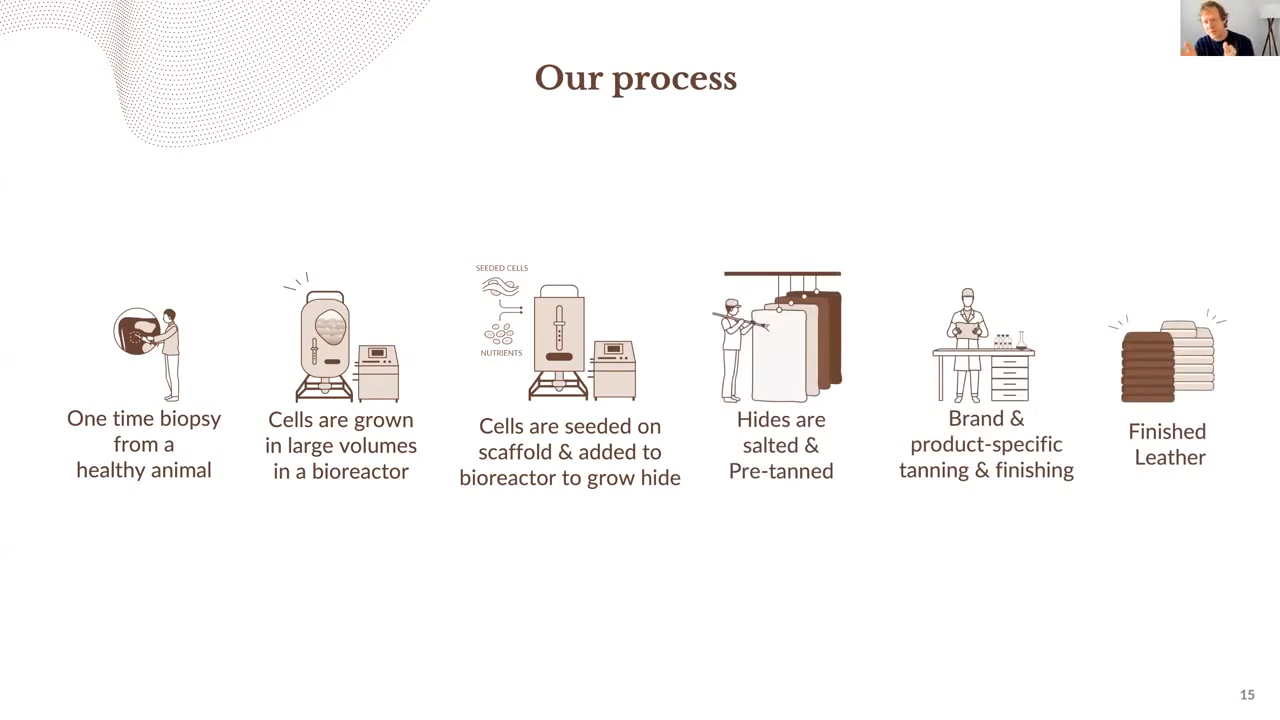 Our process
One time biopsy
from a
healthy animal
Cells are grown
in large volumes
in a bioreactor
SEEDED CELLS
NUTRIENTS
Cells are seeded on
scaffold & added to
bioreactor to grow hide
Hides are
salted &
Pre-tanned
Brand &
product-specific
tanning & finishing
Finished
Leather
15